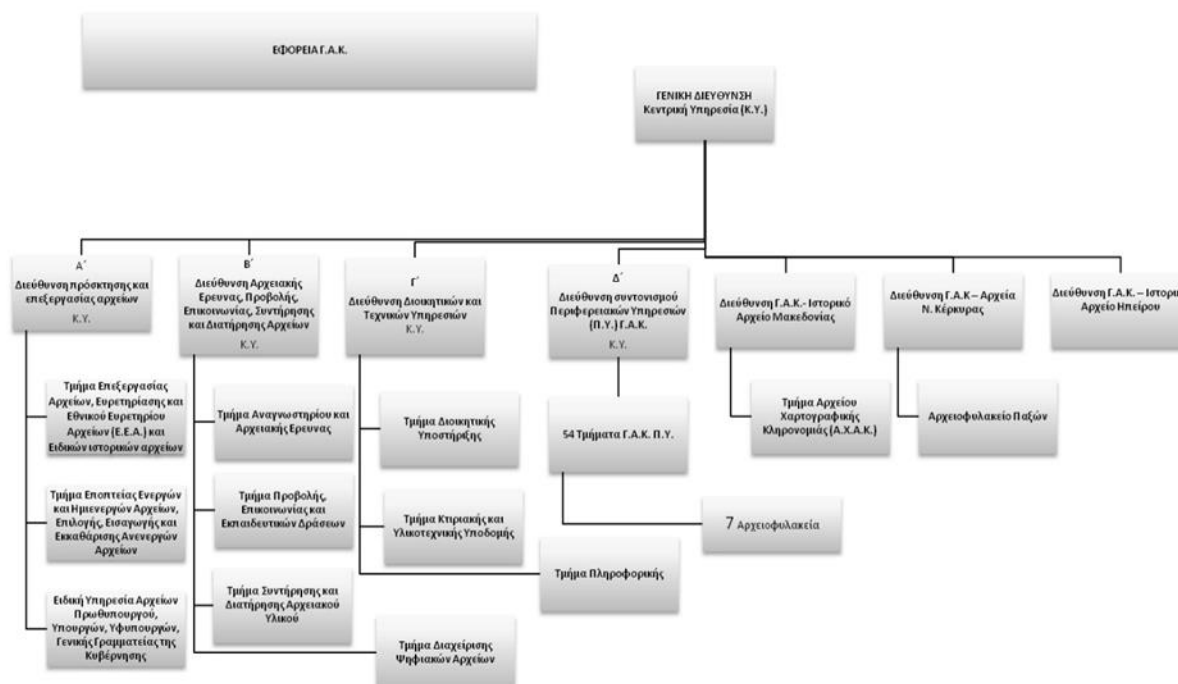 ΕΦΟΡΕΙΑ Γ.Α.Κ.
ΓΕΝΙΚΗ ΔΙΕΥΘΥΝΣΗ
Κεντρική Υπηρεσία (Κ.Υ.)
Α΄
Διεύθυνση πρόσκτησης και
επεξεργασίας αρχείων
Κ.Υ.
Β΄
Διεύθυνση Αρχειακής
Ερευνας, Προβολής,
Επικοινωνίας, Συντήρησης
και Διατήρησης Αρχείων
Κ.Υ.
Γ΄
Διεύθυνση Διοικητικών και
Τεχνικών Υπηρεσιών
Κ.Υ.
Δ΄
Διεύθυνση συντονισμού
Περιφερειακών Υπηρεσιών
(Π.Υ.) Γ.Α.Κ.
Κ.Υ.
Διεύθυνση Γ.Α.Κ.- Ιστορικό
Αρχείο Μακεδονίας
Διεύθυνση Γ.Α.Κ – Αρχεία
Ν. Κέρκυρας
Διεύθυνση Γ.Α.Κ. – Ιστορικ
Αρχείο Ηπείρου
Τμήμα Επεξεργασίας
Αρχείων, Ευρετηρίασης και
Εθνικού Ευρετηρίου
Αρχείων (Ε.Ε.Α.) και
Ειδικών ιστορικών αρχείων
Τμήμα Εποπτείας Ενεργών
και Ημιενεργών Αρχείων,
Επιλογής, Εισαγωγής και
Εκκαθάρισης Ανενεργών
Αρχείων
Ειδική Υπηρεσία Αρχείων
Πρωθυπουργού,
Υπουργών, Υφυπουργών,
Γενικής Γραμματείας της
Κυβέρνησης
Τμήμα Αναγνωστηρίου και
Αρχειακής Ερευνας
Τμήμα Προβολής,
Επικοινωνίας και
Εκπαιδευτικών Δράσεων
Τμήμα Συντήρησης και
Διατήρησης Αρχειακού
Υλικού
Τμήμα Διαχείρισης
Ψηφιακών Αρχείων
Τμήμα Διοικητικής
Υποστήριξης
Τμήμα Κτιριακής και
Υλικοτεχνικής Υποδομής
Τμήμα Πληροφορικής
54 Τμήματα Γ.Α.Κ. Π.Υ.
7 Αρχειοφυλακεία
Τμήμα Αρχείου
Χαρτογραφικής
Κληρονομιάς (Α.Χ.Α.Κ.)
Αρχειοφυλακείο Παξών